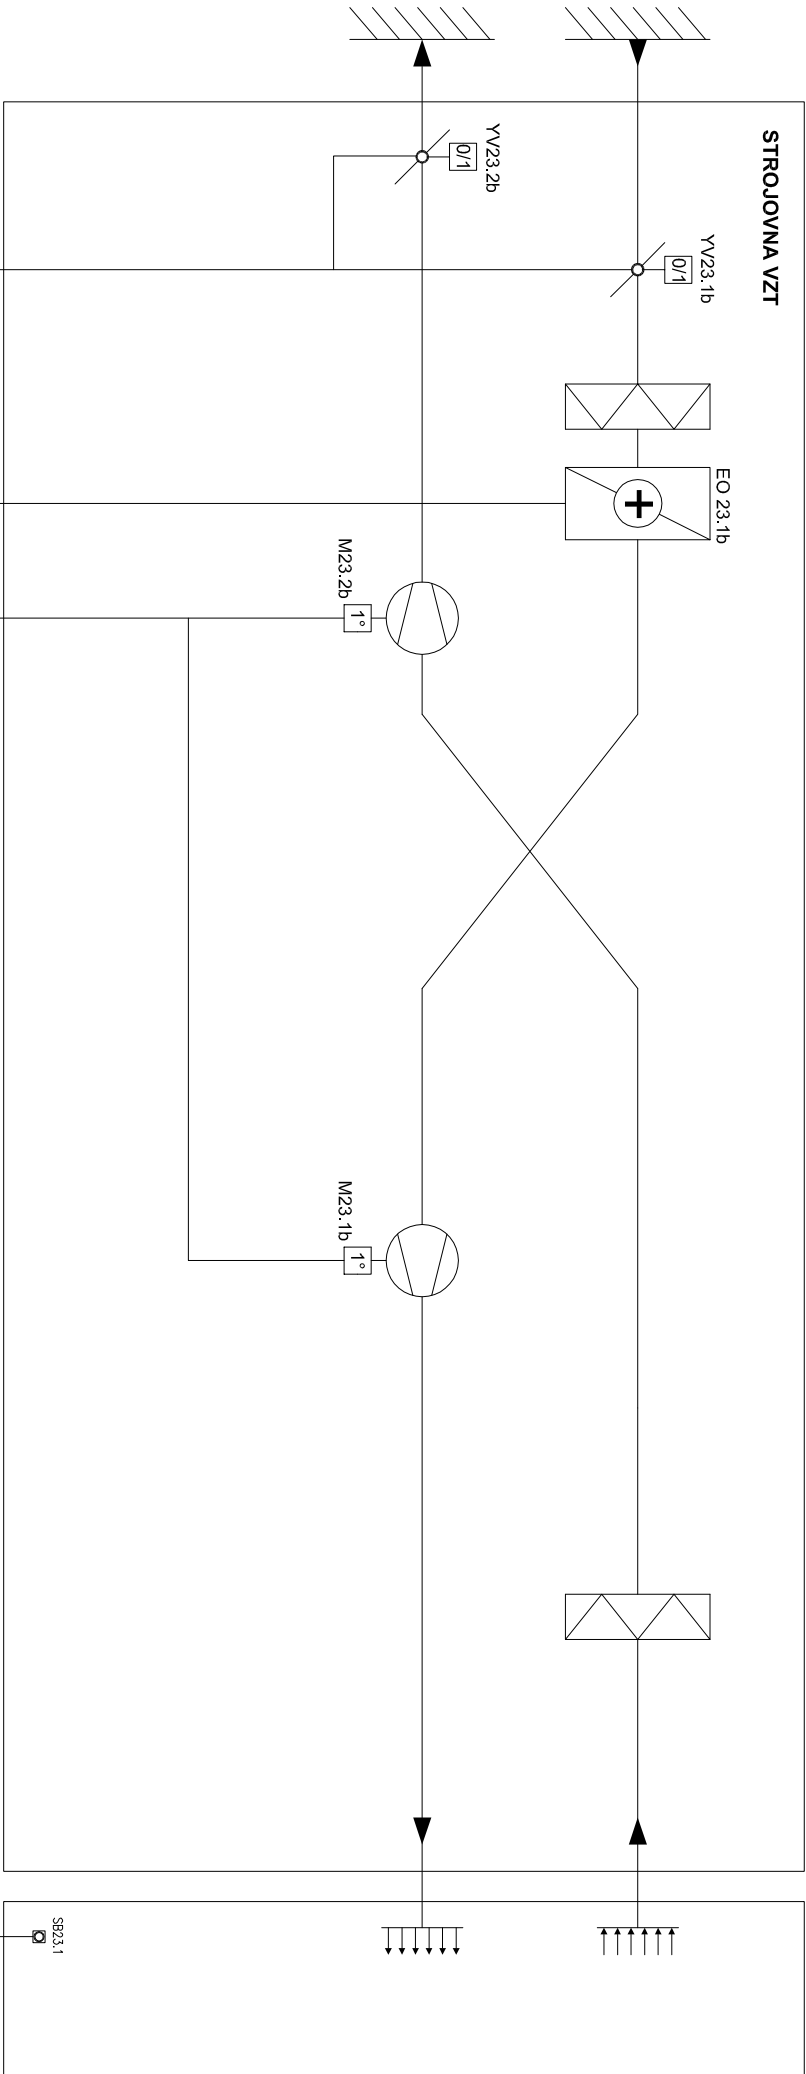 STROJOVNA VZT
YV23.2b
0/1
YV23.1b
0/1
EO 23.1b
M23.2b
1°
M23.1b
1°
SB23.1